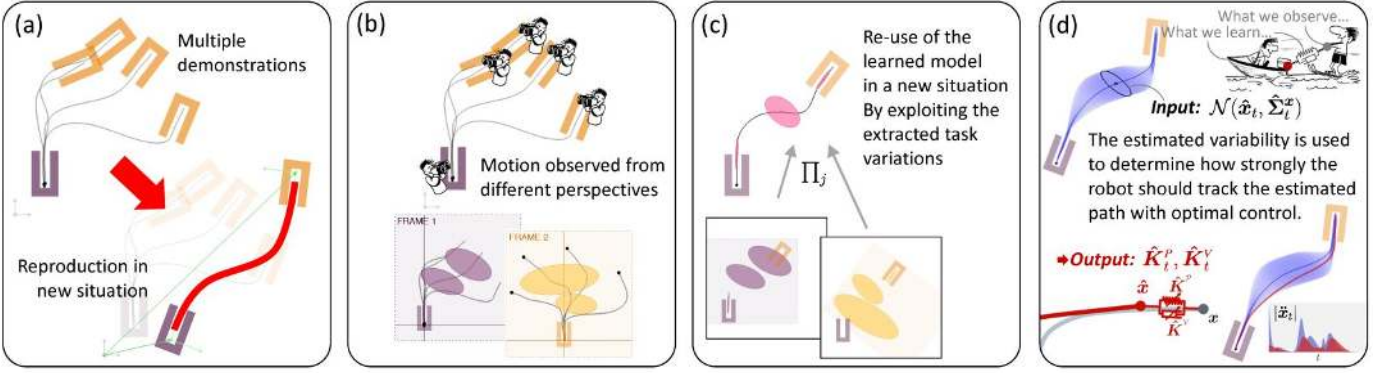 (a)
Multiple
demonstrations
Reproduction in
new situation
(b)
Motion observed from
different perspectives
FRAME 1
FRAME 2
(c)
Re-use of the
learned model
in a new situation
By exploiting the
extracted task
variations
∏_j
(d)
What we observe...
What we learn...
Input: 𝒩(x̂_t, Σ̂_t^x)
The estimated variability is used
to determine how strongly the
robot should track the estimated
path with optimal control.
➡Output: K̂_t^P, K̂_t^V
x̂ K̂^P
K̂^V x
|ẍ_t|
t